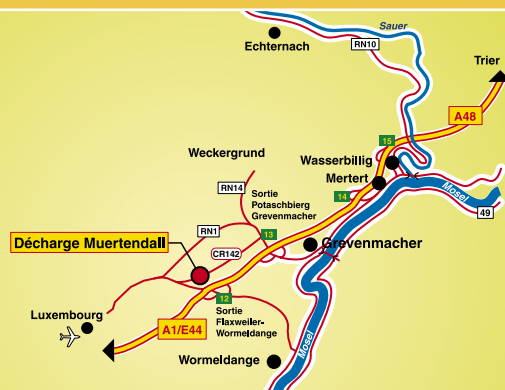 Sauer
Echternach
RN10
Trier
A48
15
Weckergrund
Wasserbillig
Mertert
Mosel
RN14
Sortie
Potaschbierg
Grevenmacher
14
49
RN1
13
Décharge Muertendall
CR142
Grevenmacher
12
Luxembourg
Sortie
Flaxweiler-
Wormeldange
A1/E44
Mosel
Wormeldange